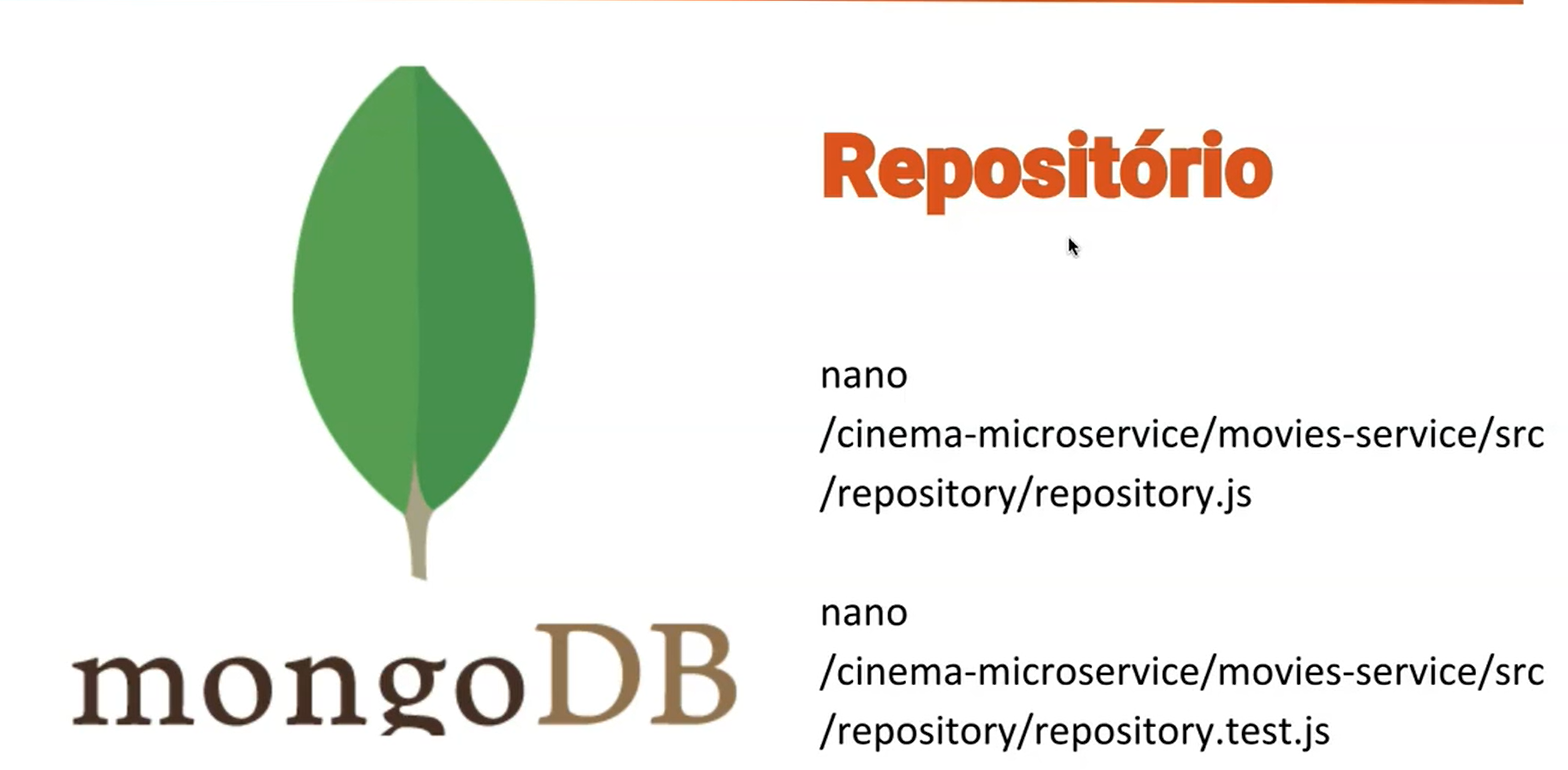 Repositório
nano
/cinema-microservice/movies-service/src
/repository/repository.js
nano
/cinema-microservice/movies-service/src
/repository/repository.test.js
mongoDB